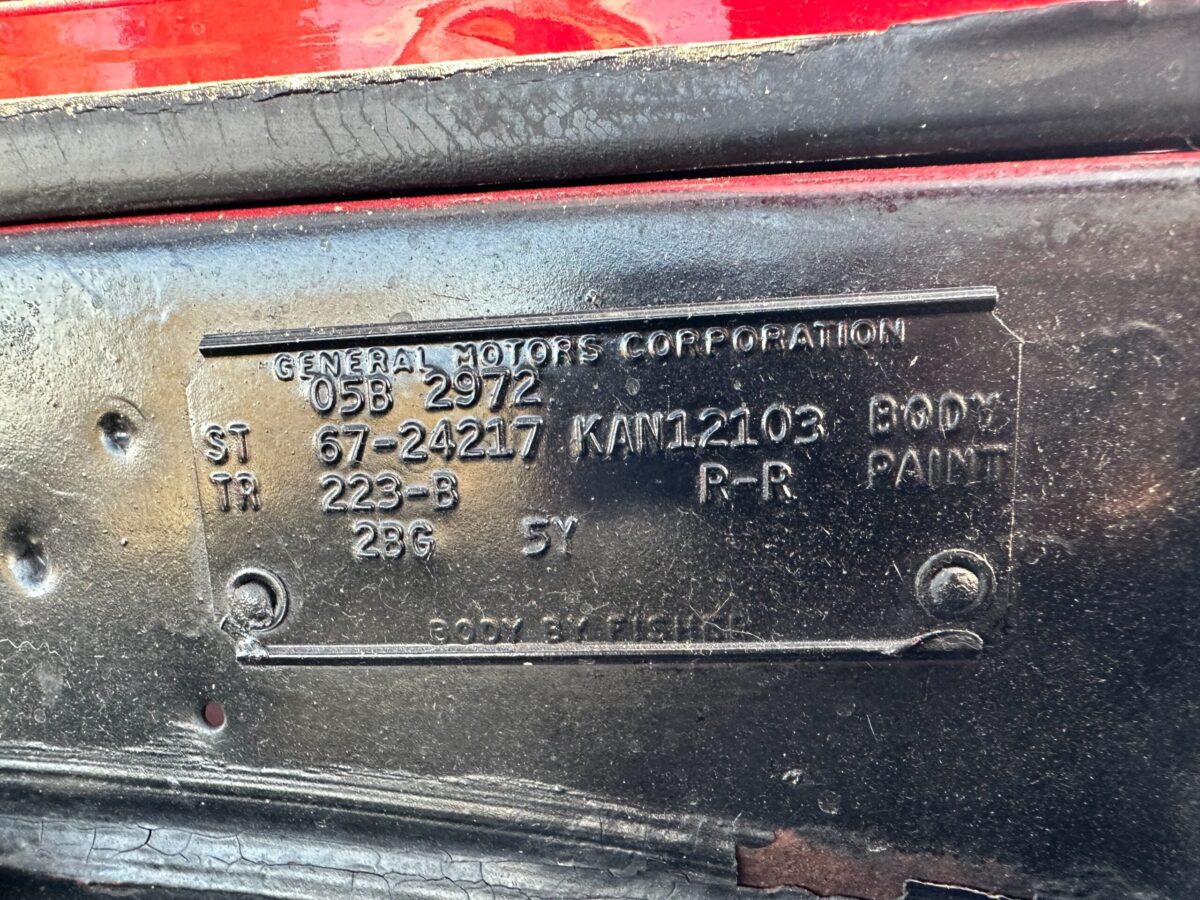 GENERAL MOTORS CORPORATION
05B 2972
ST 67-24217 KAN12103 BODY
TR 223-B R-R PAINT
2BG 5Y
BODY BY FISHER